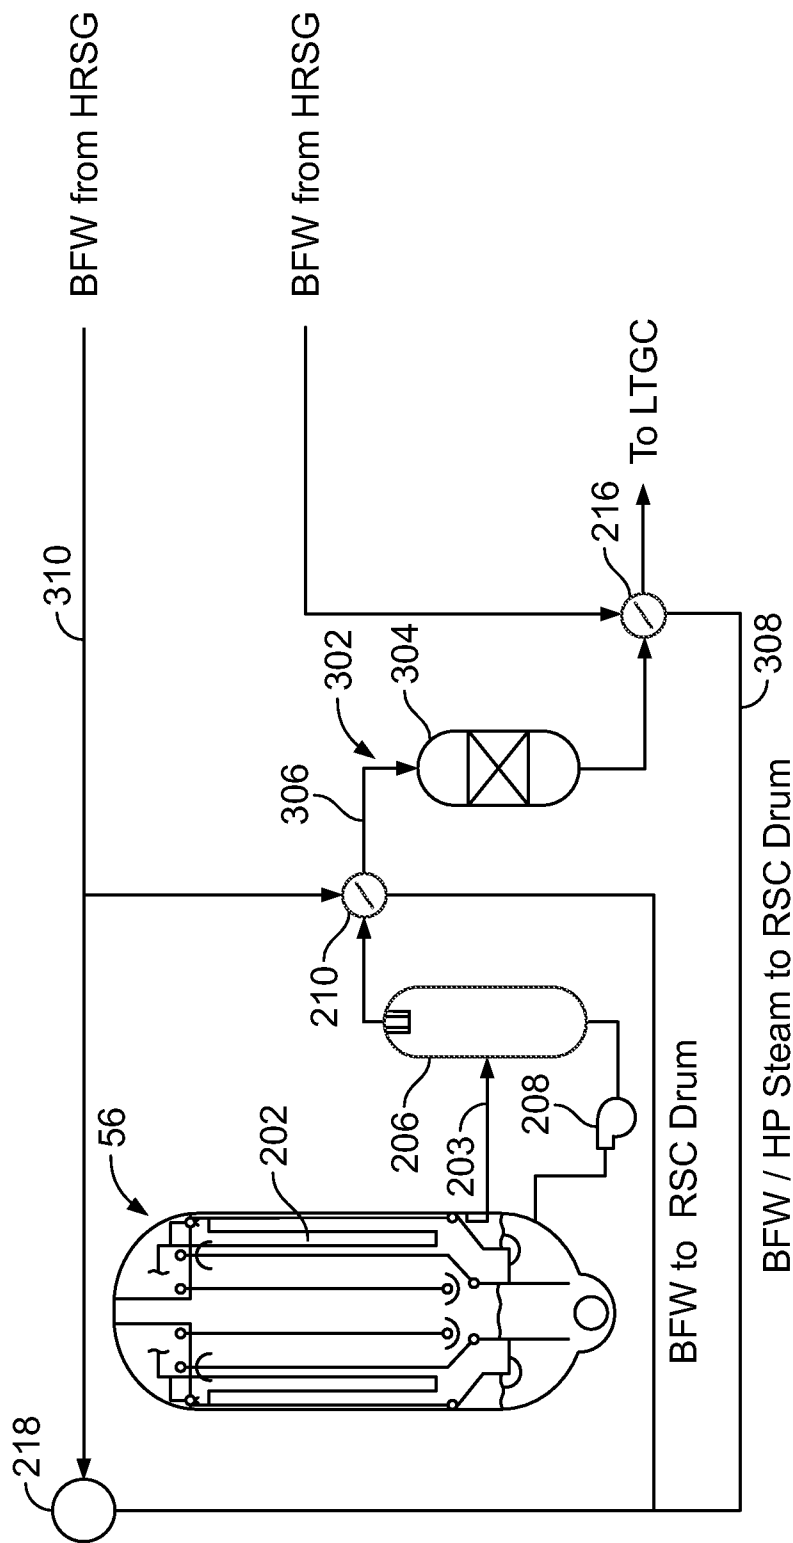 BFW from HRSG
310
BFW from HRSG
218
56
202
203
206
208
210
306
302
304
216
To LTGC
308
BFW to RSC Drum
BFW / HP Steam to RSC Drum